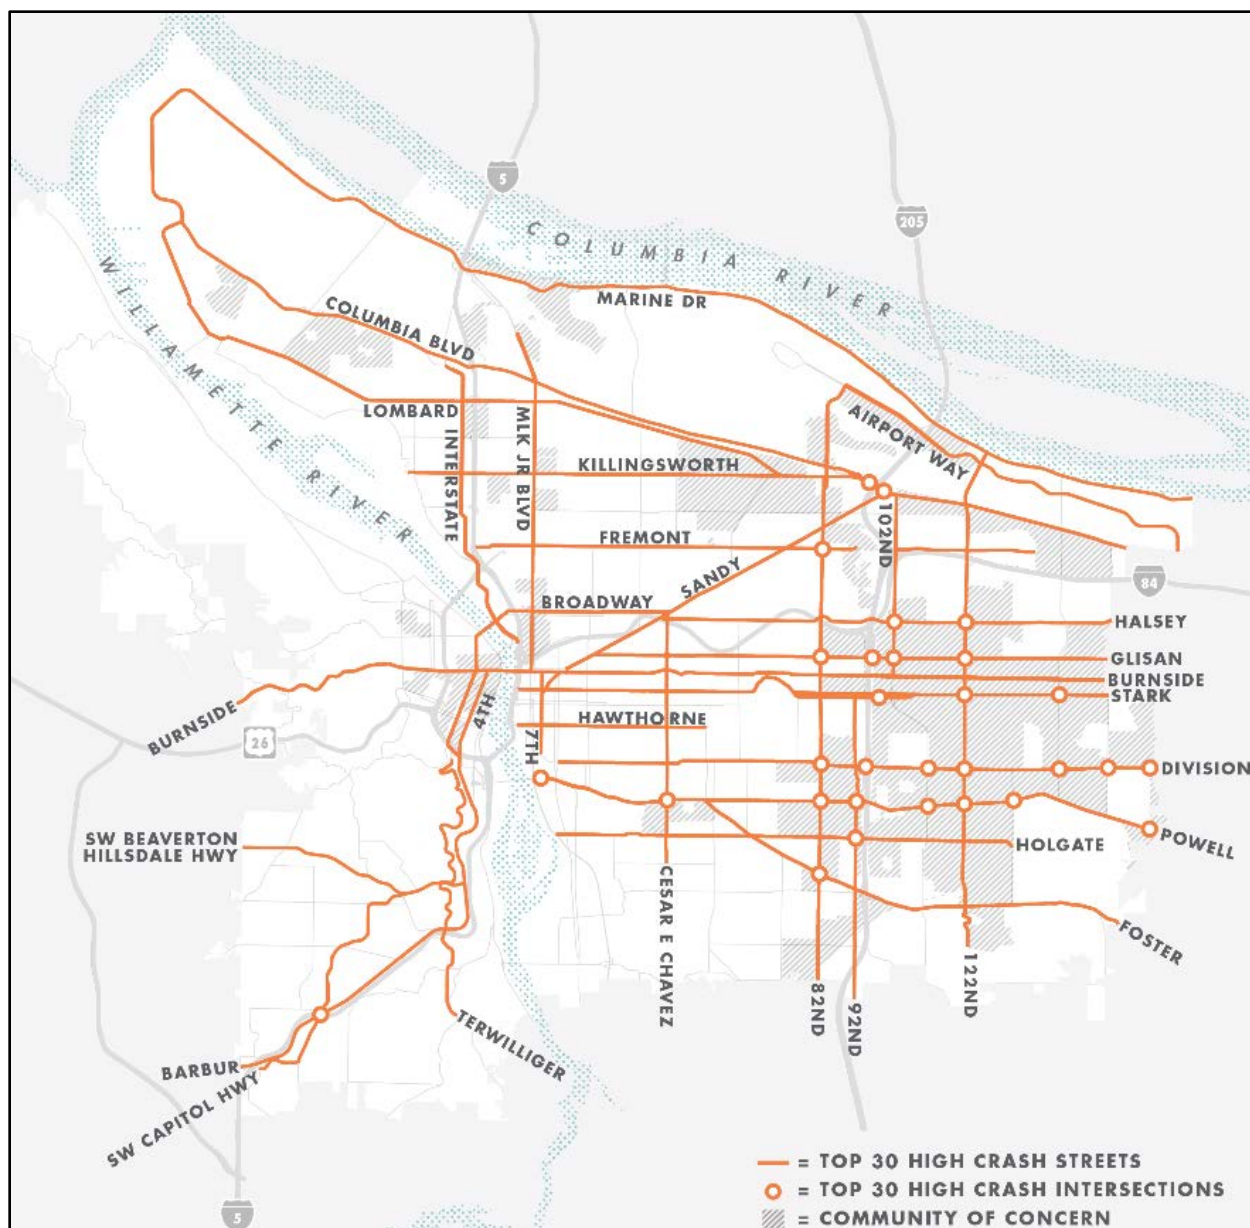 5
205
COLUMBIA RIVER
MARINE DR
WILLAMETTE RIVER
COLUMBIA BLVD
LOMBARD
INTERSTATE
MLK JR BLVD
AIRPORT WAY
KILLINGSWORTH
102ND
FREMONT
SANDY
84
BROADWAY
HALSEY
GLISAN
BURNSIDE
STARK
BURNSIDE
26
4TH
HAWTHORNE
7TH
DIVISION
SW BEAVERTON
HILLSDALE HWY
HOLGATE
POWELL
CESAR E CHAVEZ
FOSTER
82ND
92ND
122ND
TERWILLIGER
BARBUR
SW CAPITOL HWY
5
= TOP 30 HIGH CRASH STREETS
= TOP 30 HIGH CRASH INTERSECTIONS
= COMMUNITY OF CONCERN